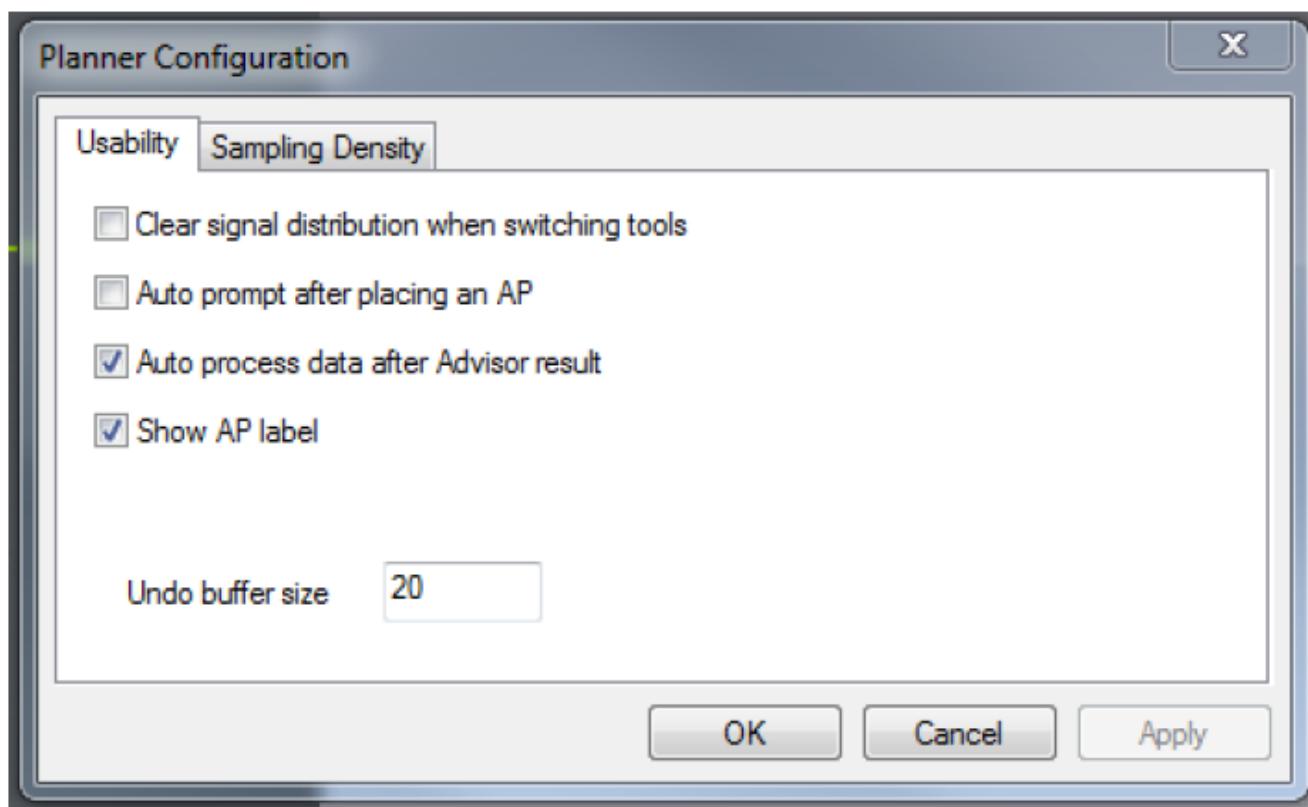 Planner Configuration
Usability
Sampling Density
Clear signal distribution when switching tools
Auto prompt after placing an AP
Auto process data after Advisor result
Show AP label
Undo buffer size 20
OK Cancel Apply